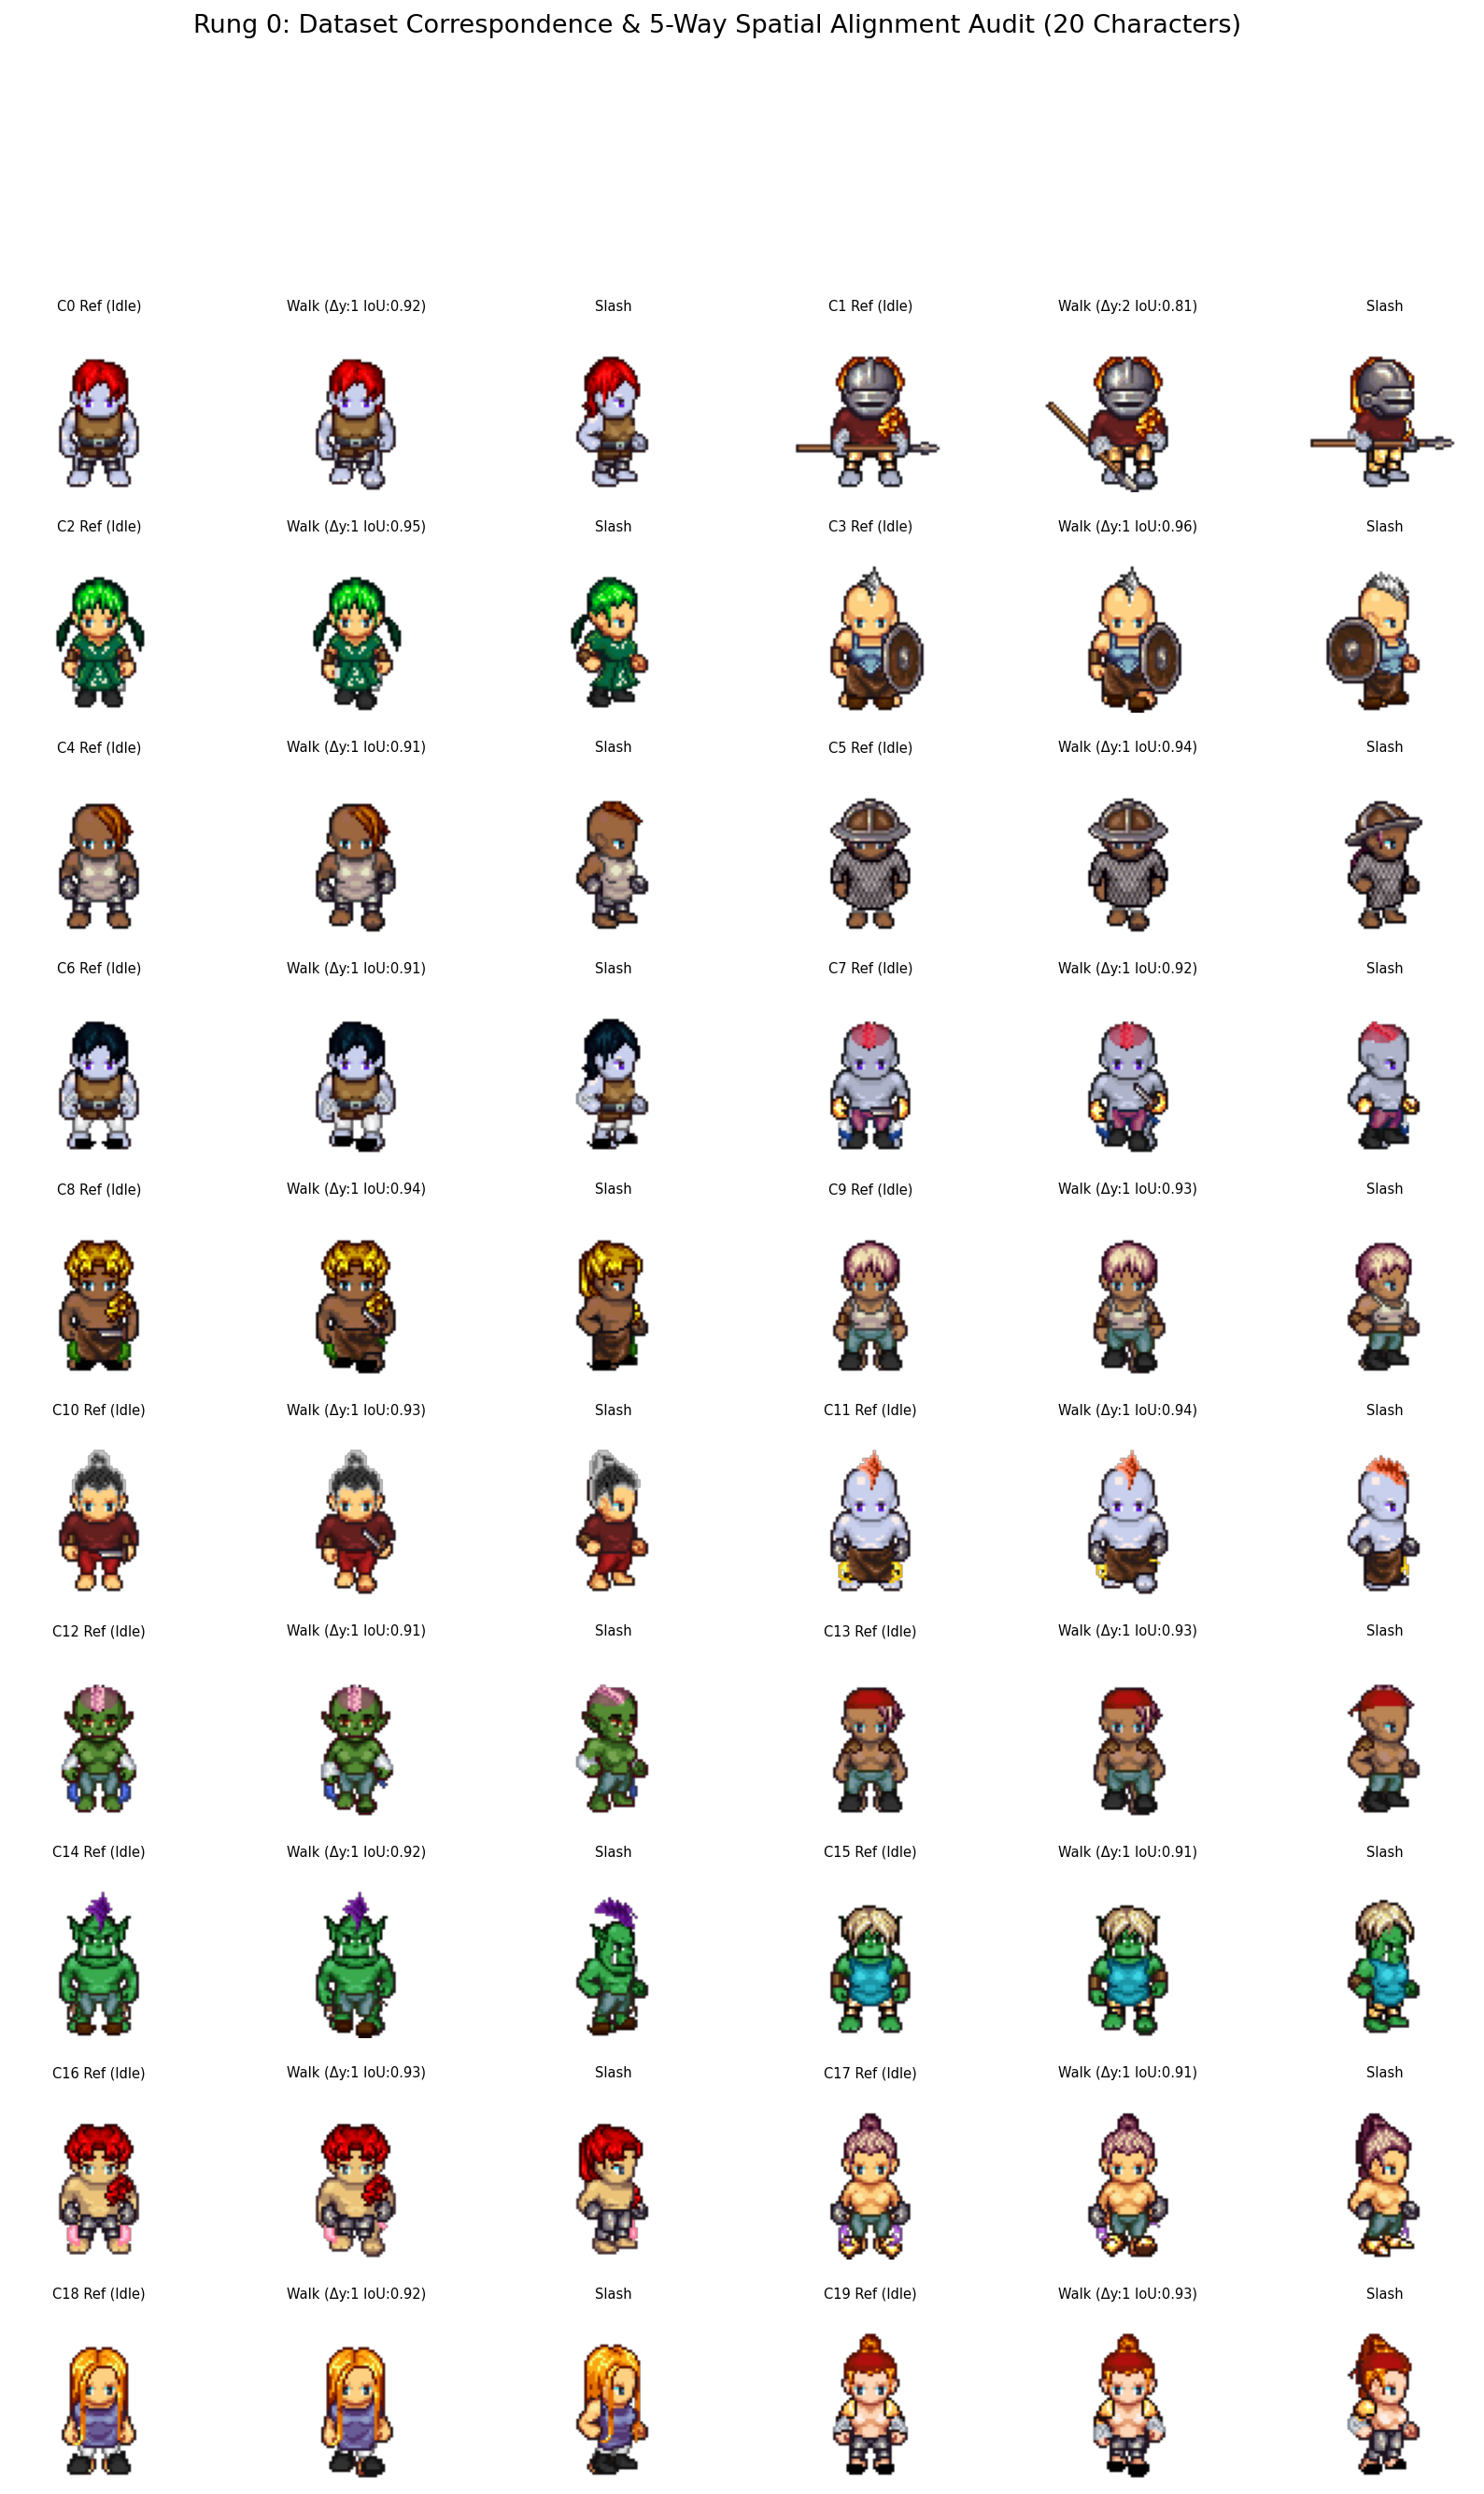 Rung 0: Dataset Correspondence & 5-Way Spatial Alignment Audit (20 Characters)
C0 Ref (Idle) Walk (Δy:1 IoU:0.92) Slash C1 Ref (Idle) Walk (Δy:2 IoU:0.81) Slash
C2 Ref (Idle) Walk (Δy:1 IoU:0.95) Slash C3 Ref (Idle) Walk (Δy:1 IoU:0.96) Slash
C4 Ref (Idle) Walk (Δy:1 IoU:0.91) Slash C5 Ref (Idle) Walk (Δy:1 IoU:0.94) Slash
C6 Ref (Idle) Walk (Δy:1 IoU:0.91) Slash C7 Ref (Idle) Walk (Δy:1 IoU:0.92) Slash
C8 Ref (Idle) Walk (Δy:1 IoU:0.94) Slash C9 Ref (Idle) Walk (Δy:1 IoU:0.93) Slash
C10 Ref (Idle) Walk (Δy:1 IoU:0.93) Slash C11 Ref (Idle) Walk (Δy:1 IoU:0.94) Slash
C12 Ref (Idle) Walk (Δy:1 IoU:0.91) Slash C13 Ref (Idle) Walk (Δy:1 IoU:0.93) Slash
C14 Ref (Idle) Walk (Δy:1 IoU:0.92) Slash C15 Ref (Idle) Walk (Δy:1 IoU:0.91) Slash
C16 Ref (Idle) Walk (Δy:1 IoU:0.93) Slash C17 Ref (Idle) Walk (Δy:1 IoU:0.91) Slash
C18 Ref (Idle) Walk (Δy:1 IoU:0.92) Slash C19 Ref (Idle) Walk (Δy:1 IoU:0.93) Slash